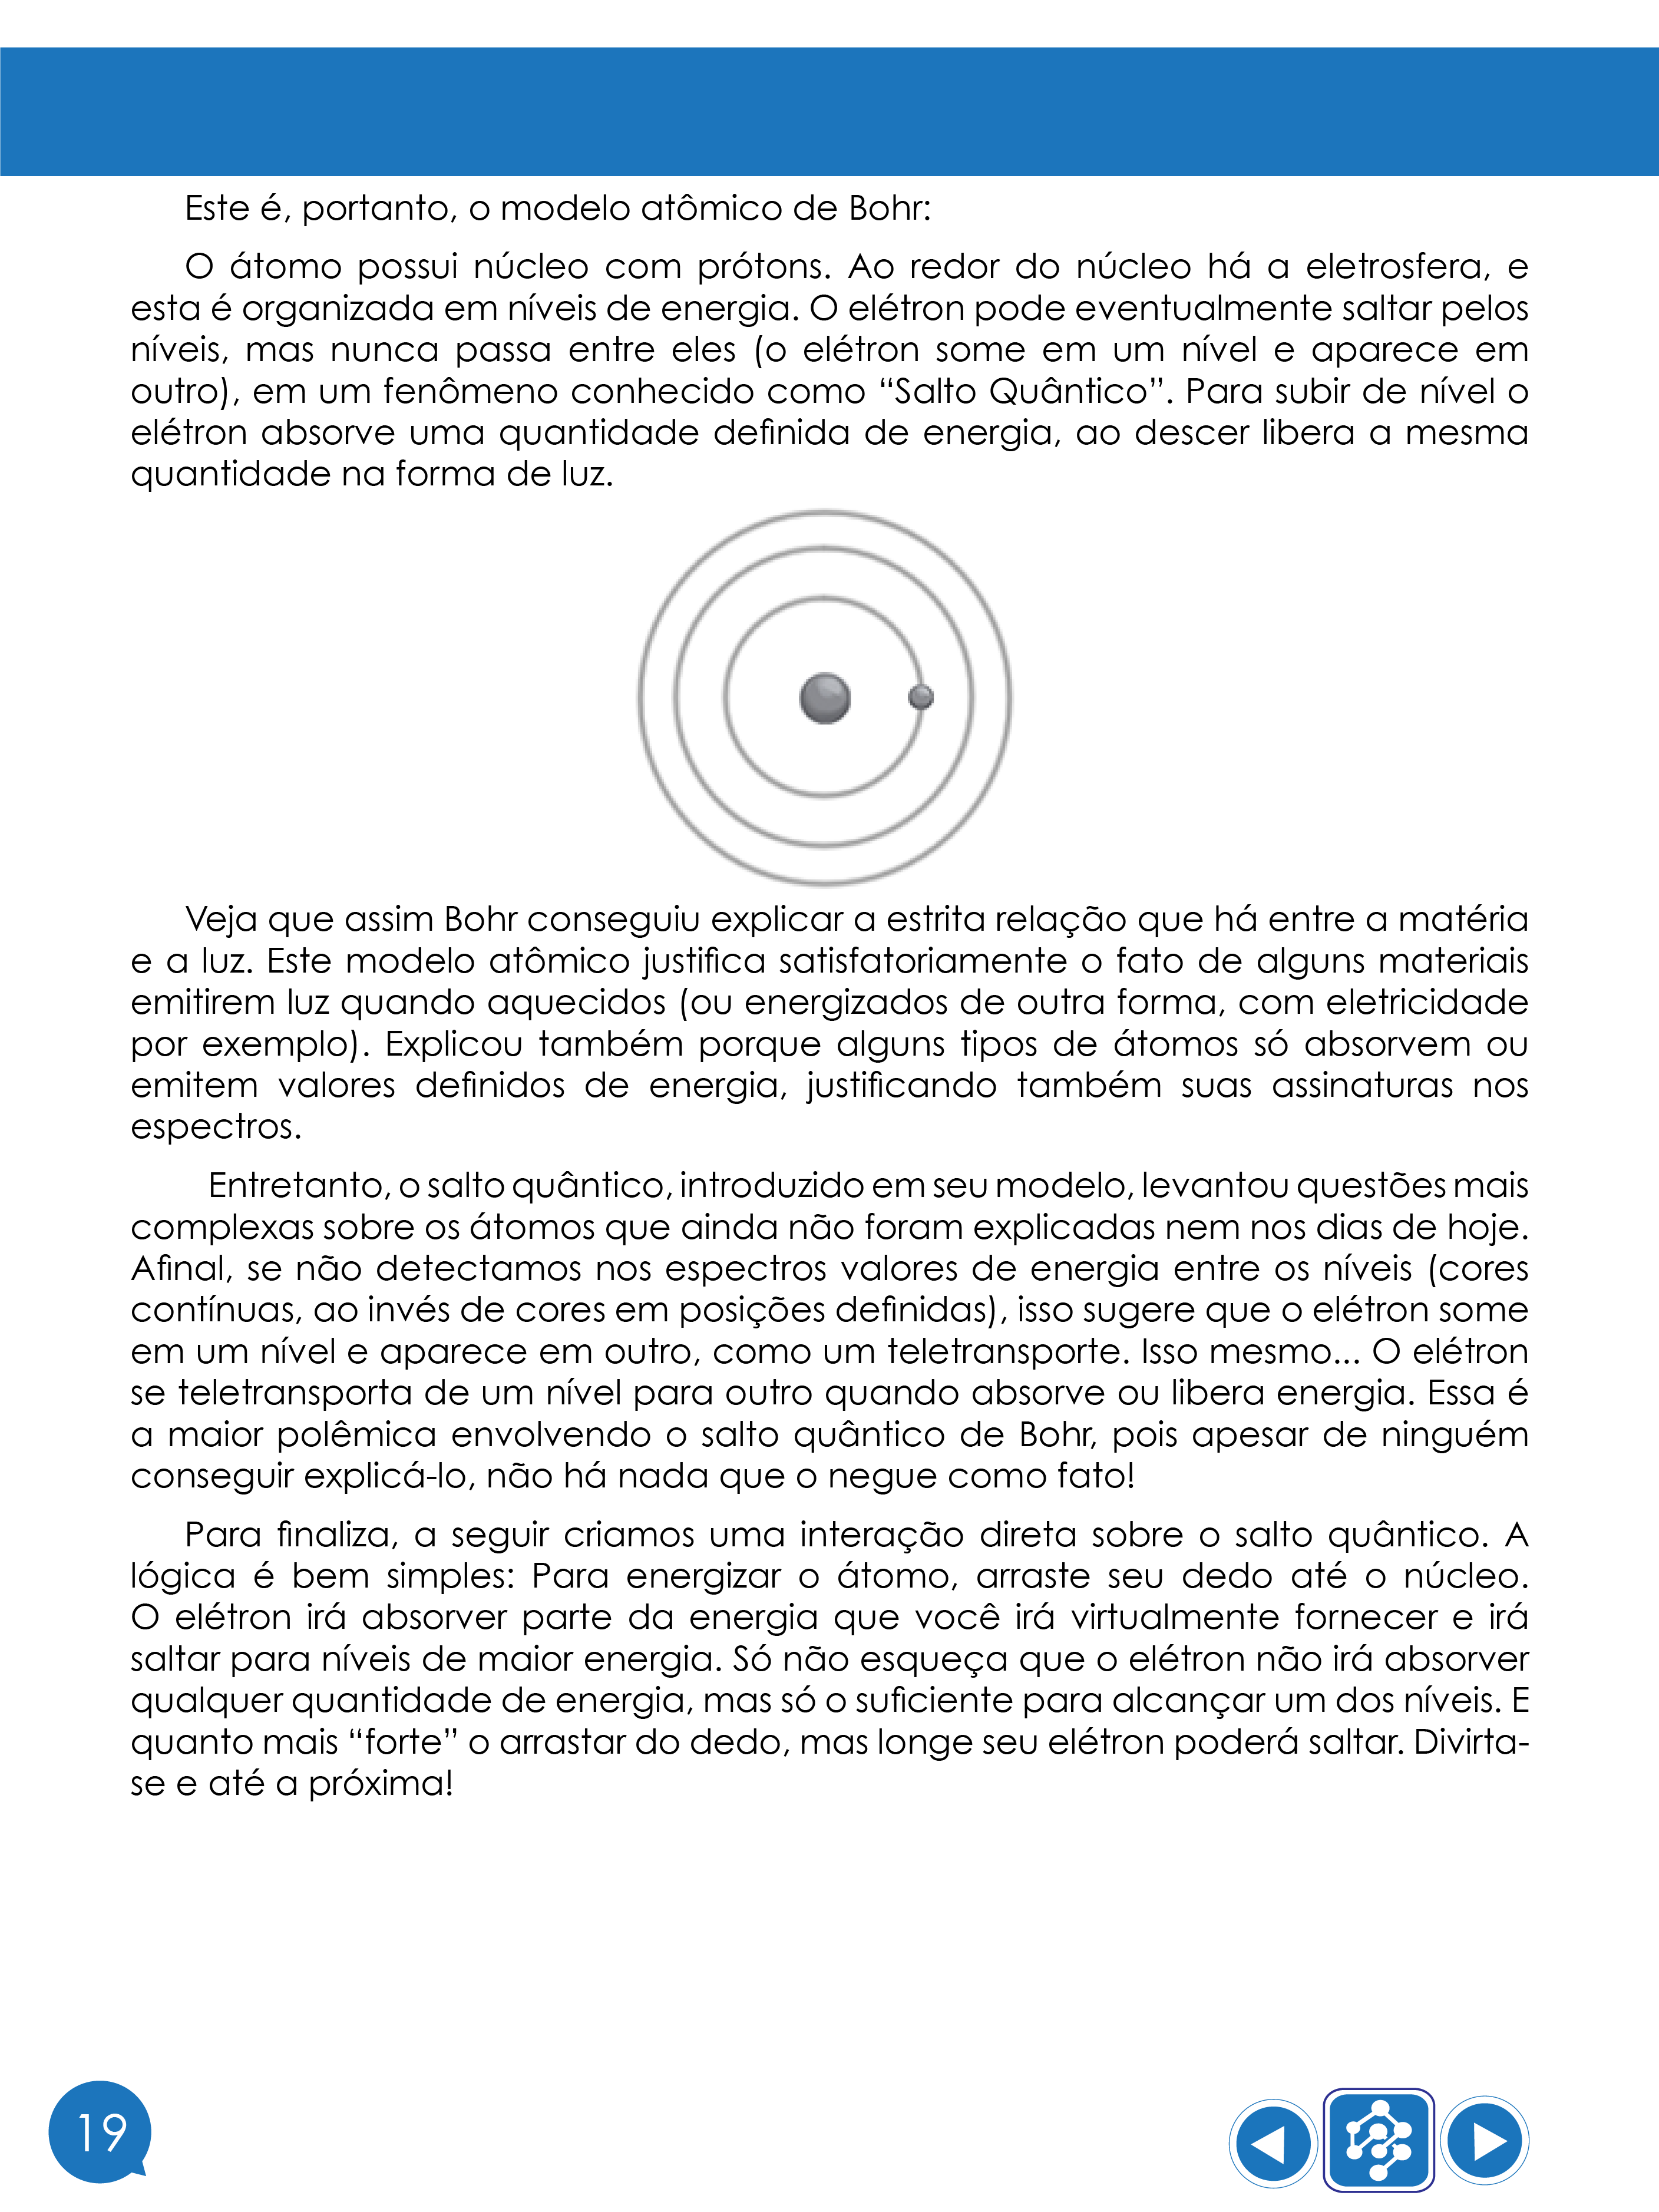 Este é, portanto, o modelo atômico de Bohr:
O átomo possui núcleo com prótons. Ao redor do núcleo há a eletrosfera, e
esta é organizada em níveis de energia. O elétron pode eventualmente saltar pelos
níveis, mas nunca passa entre eles (o elétron some em um nível e aparece em
outro), em um fenômeno conhecido como “Salto Quântico”. Para subir de nível o
elétron absorve uma quantidade definida de energia, ao descer libera a mesma
quantidade na forma de luz.
Veja que assim Bohr conseguiu explicar a estrita relação que há entre a matéria
e a luz. Este modelo atômico justifica satisfatoriamente o fato de alguns materiais
emitirem luz quando aquecidos (ou energizados de outra forma, com eletricidade
por exemplo). Explicou também porque alguns tipos de átomos só absorvem ou
emitem valores definidos de energia, justificando também suas assinaturas nos
espectros.
Entretanto, o salto quântico, introduzido em seu modelo, levantou questões mais
complexas sobre os átomos que ainda não foram explicadas nem nos dias de hoje.
Afinal, se não detectamos nos espectros valores de energia entre os níveis (cores
contínuas, ao invés de cores em posições definidas), isso sugere que o elétron some
em um nível e aparece em outro, como um teletransporte. Isso mesmo... O elétron
se teletransporta de um nível para outro quando absorve ou libera energia. Essa é
a maior polêmica envolvendo o salto quântico de Bohr, pois apesar de ninguém
conseguir explicá-lo, não há nada que o negue como fato!
Para finaliza, a seguir criamos uma interação direta sobre o salto quântico. A
lógica é bem simples: Para energizar o átomo, arraste seu dedo até o núcleo.
O elétron irá absorver parte da energia que você irá virtualmente fornecer e irá
saltar para níveis de maior energia. Só não esqueça que o elétron não irá absorver
qualquer quantidade de energia, mas só o suficiente para alcançar um dos níveis. E
quanto mais “forte” o arrastar do dedo, mas longe seu elétron poderá saltar. Divirta-
se e até a próxima!
19